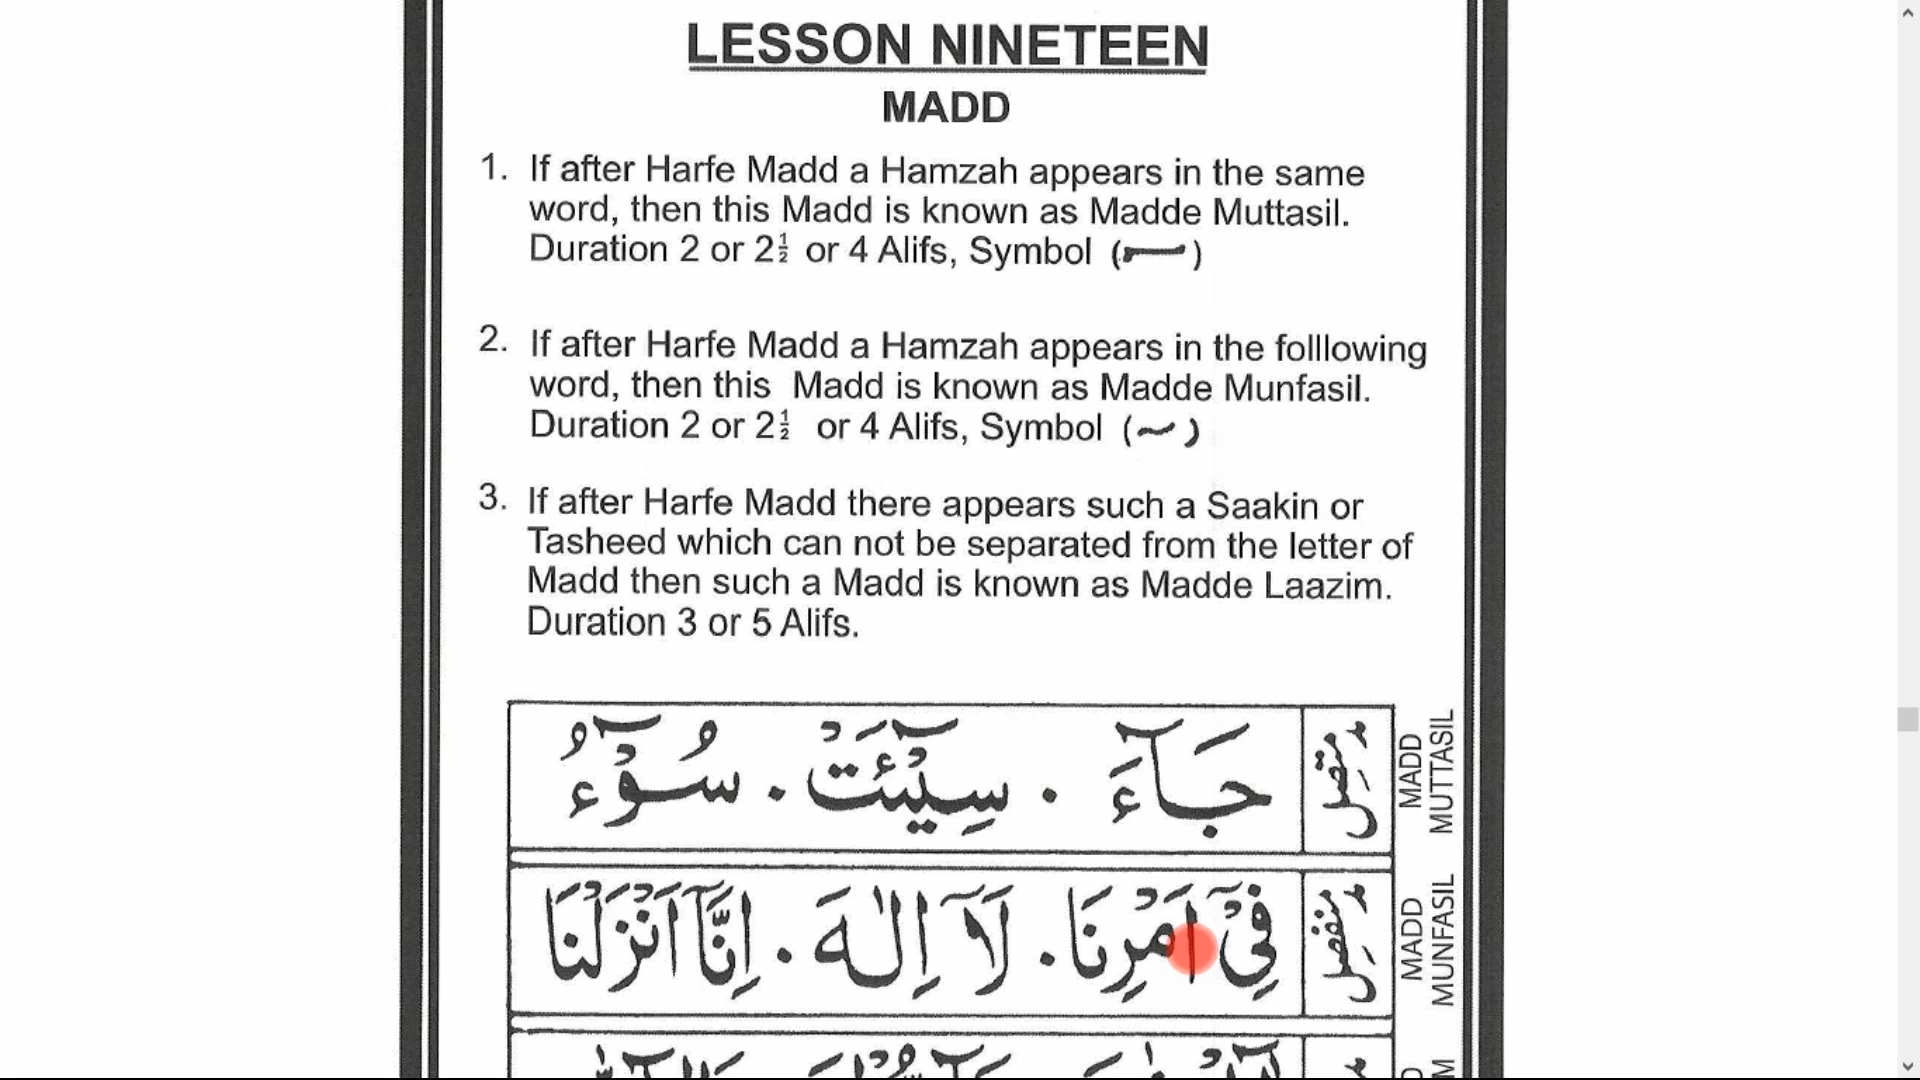 LESSON NINETEEN
MADD
1. If after Harfe Madd a Hamzah appears in the same
word, then this Madd is known as Madde Muttasil.
Duration 2 or 2½ or 4 Alifs, Symbol (ـــ)
2. If after Harfe Madd a Hamzah appears in the folllowing
word, then this Madd is known as Madde Munfasil.
Duration 2 or 2½ or 4 Alifs, Symbol (~)
3. If after Harfe Madd there appears such a Saakin or
Tasheed which can not be separated from the letter of
Madd then such a Madd is known as Madde Laazim.
Duration 3 or 5 Alifs.
جَآءَ . سِيْٓئَتْ . سُوْٓءُ
مد متصل
MADD
MUTTASIL
فِيْٓ اَمْرِنَا . لَآ اِلٰهَ . اِنَّآ اَنْزَلْنَا
مد منفصل
MADD
MUNFASIL